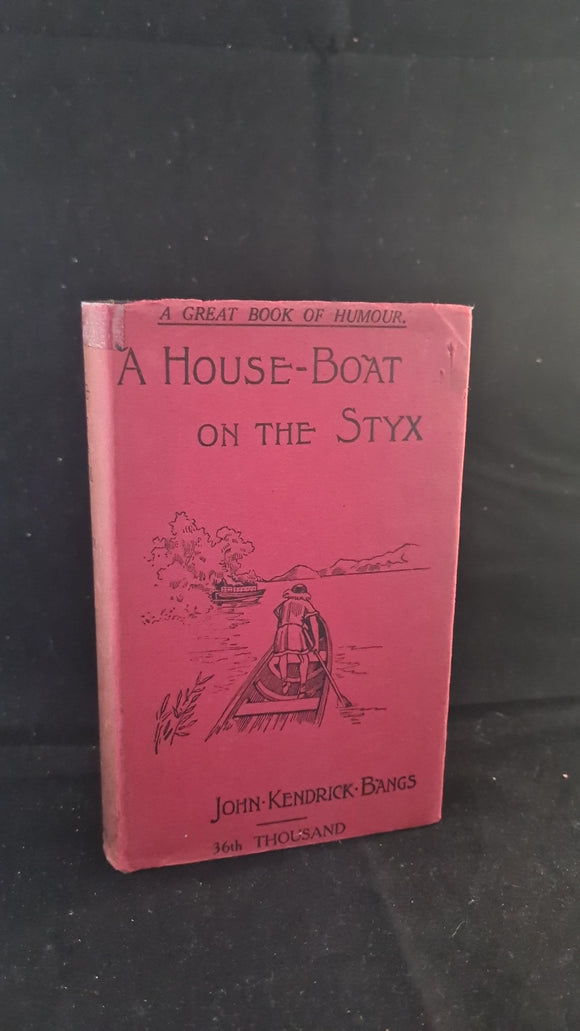 A GREAT BOOK OF HUMOUR.
A HOUSE-BOAT
ON THE STYX
JOHN·KENDRICK·BANGS
36th THOUSAND